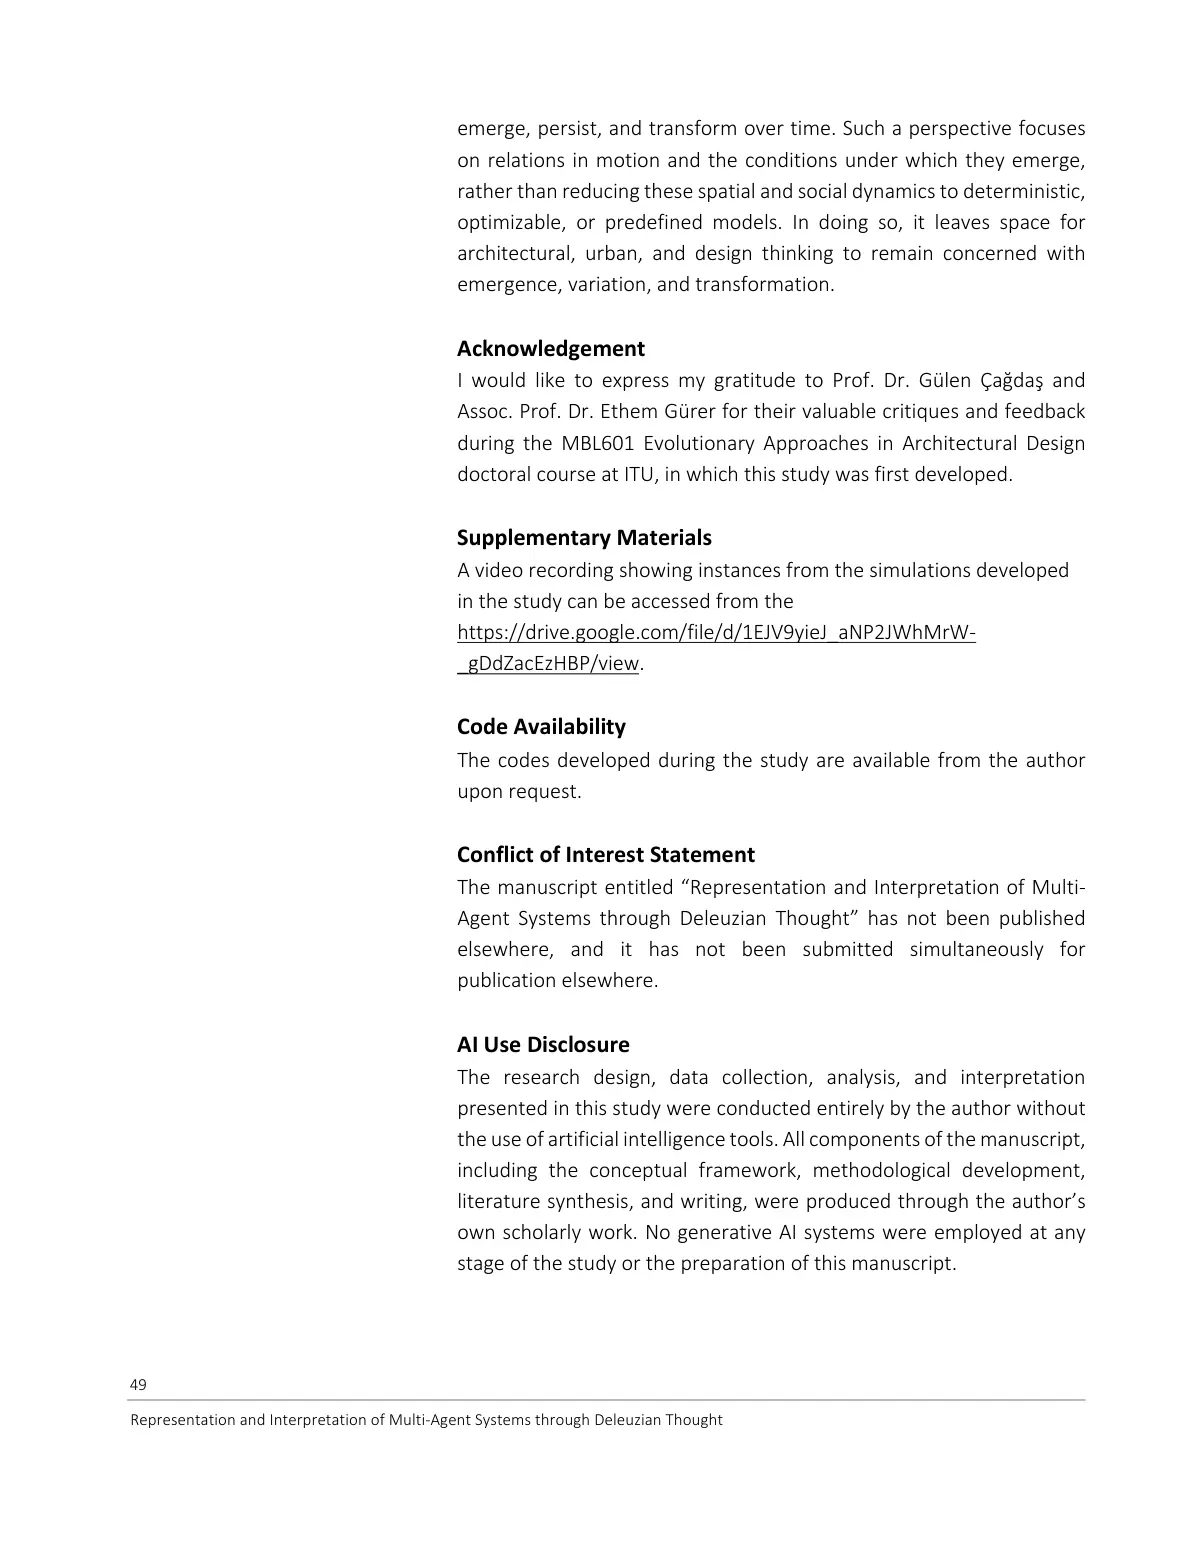 emerge, persist, and transform over time. Such a perspective focuses
on relations in motion and the conditions under which they emerge,
rather than reducing these spatial and social dynamics to deterministic,
optimizable, or predefined models. In doing so, it leaves space for
architectural, urban, and design thinking to remain concerned with
emergence, variation, and transformation.
Acknowledgement
I would like to express my gratitude to Prof. Dr. Gülen Çağdaş and
Assoc. Prof. Dr. Ethem Gürer for their valuable critiques and feedback
during the MBL601 Evolutionary Approaches in Architectural Design
doctoral course at ITU, in which this study was first developed.
Supplementary Materials
A video recording showing instances from the simulations developed
in the study can be accessed from the
https://drive.google.com/file/d/1EJV9yieJ_aNP2JWhMrW-
_gDdZacEzHBP/view.
Code Availability
The codes developed during the study are available from the author
upon request.
Conflict of Interest Statement
The manuscript entitled “Representation and Interpretation of Multi-
Agent Systems through Deleuzian Thought” has not been published
elsewhere, and it has not been submitted simultaneously for
publication elsewhere.
AI Use Disclosure
The research design, data collection, analysis, and interpretation
presented in this study were conducted entirely by the author without
the use of artificial intelligence tools. All components of the manuscript,
including the conceptual framework, methodological development,
literature synthesis, and writing, were produced through the author’s
own scholarly work. No generative AI systems were employed at any
stage of the study or the preparation of this manuscript.
49
Representation and Interpretation of Multi-Agent Systems through Deleuzian Thought